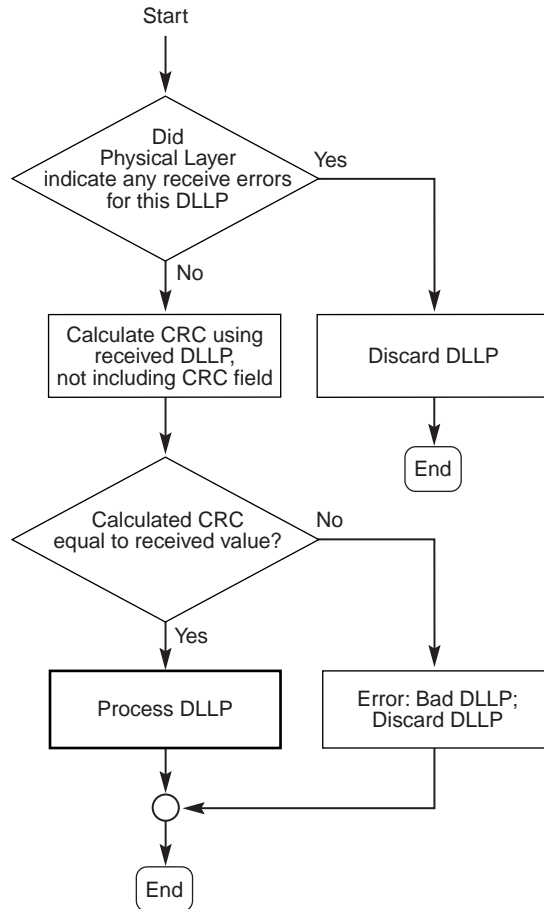 Start
Did
Physical Layer
indicate any receive errors
for this DLLP
Yes
No
Calculate CRC using
received DLLP,
not including CRC field
Discard DLLP
End
Calculated CRC
equal to received value?
No
Yes
Process DLLP
Error: Bad DLLP;
Discard DLLP
End